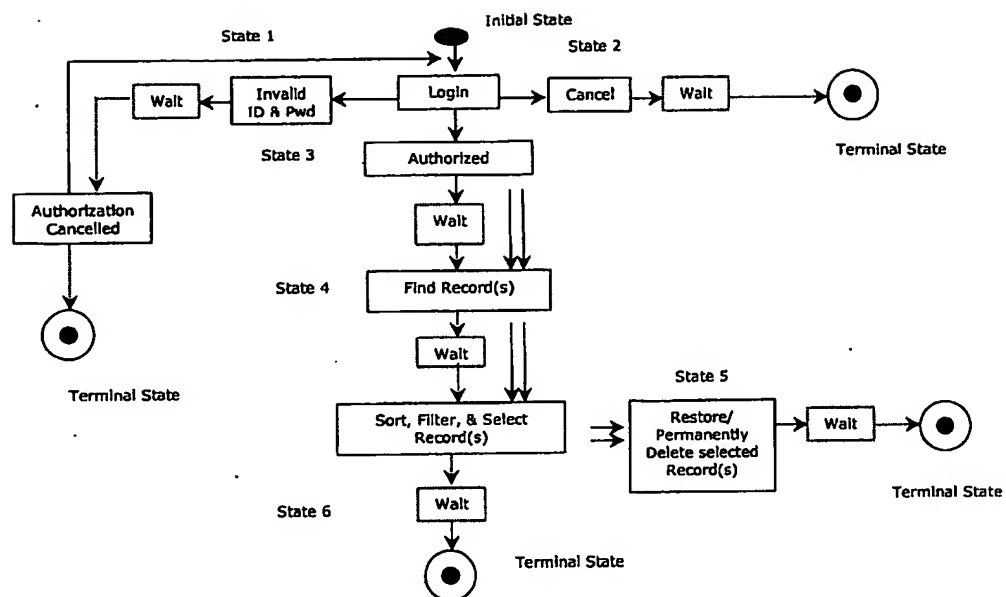 Initial State
State 1
State 2
Wait
Invalid
ID & Pwd
Login
Cancel
Wait
Terminal State
State 3
Authorized
Authorization
Cancelled
Wait
State 4
Find Record(s)
Wait
Terminal State
State 5
Sort, Filter, & Select
Record(s)
Restore/
Permanently
Delete selected
Record(s)
Wait
Terminal State
Wait
State 6
Terminal State